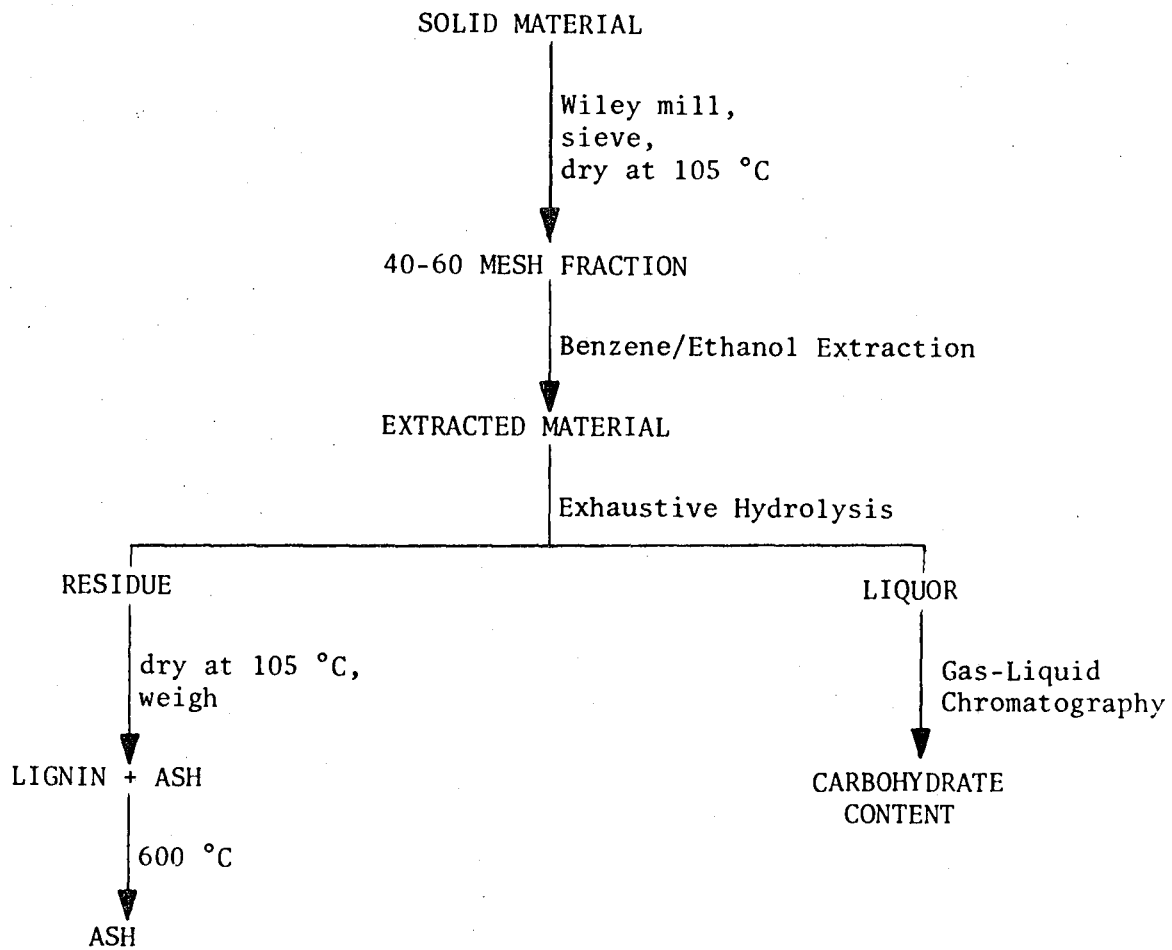 SOLID MATERIAL
Wiley mill,
sieve,
dry at 105 °C
40-60 MESH FRACTION
Benzene/Ethanol Extraction
EXTRACTED MATERIAL
Exhaustive Hydrolysis
RESIDUE
LIQUOR
dry at 105 °C,
weigh
Gas-Liquid
Chromatography
LIGNIN + ASH
CARBOHYDRATE
CONTENT
600 °C
ASH